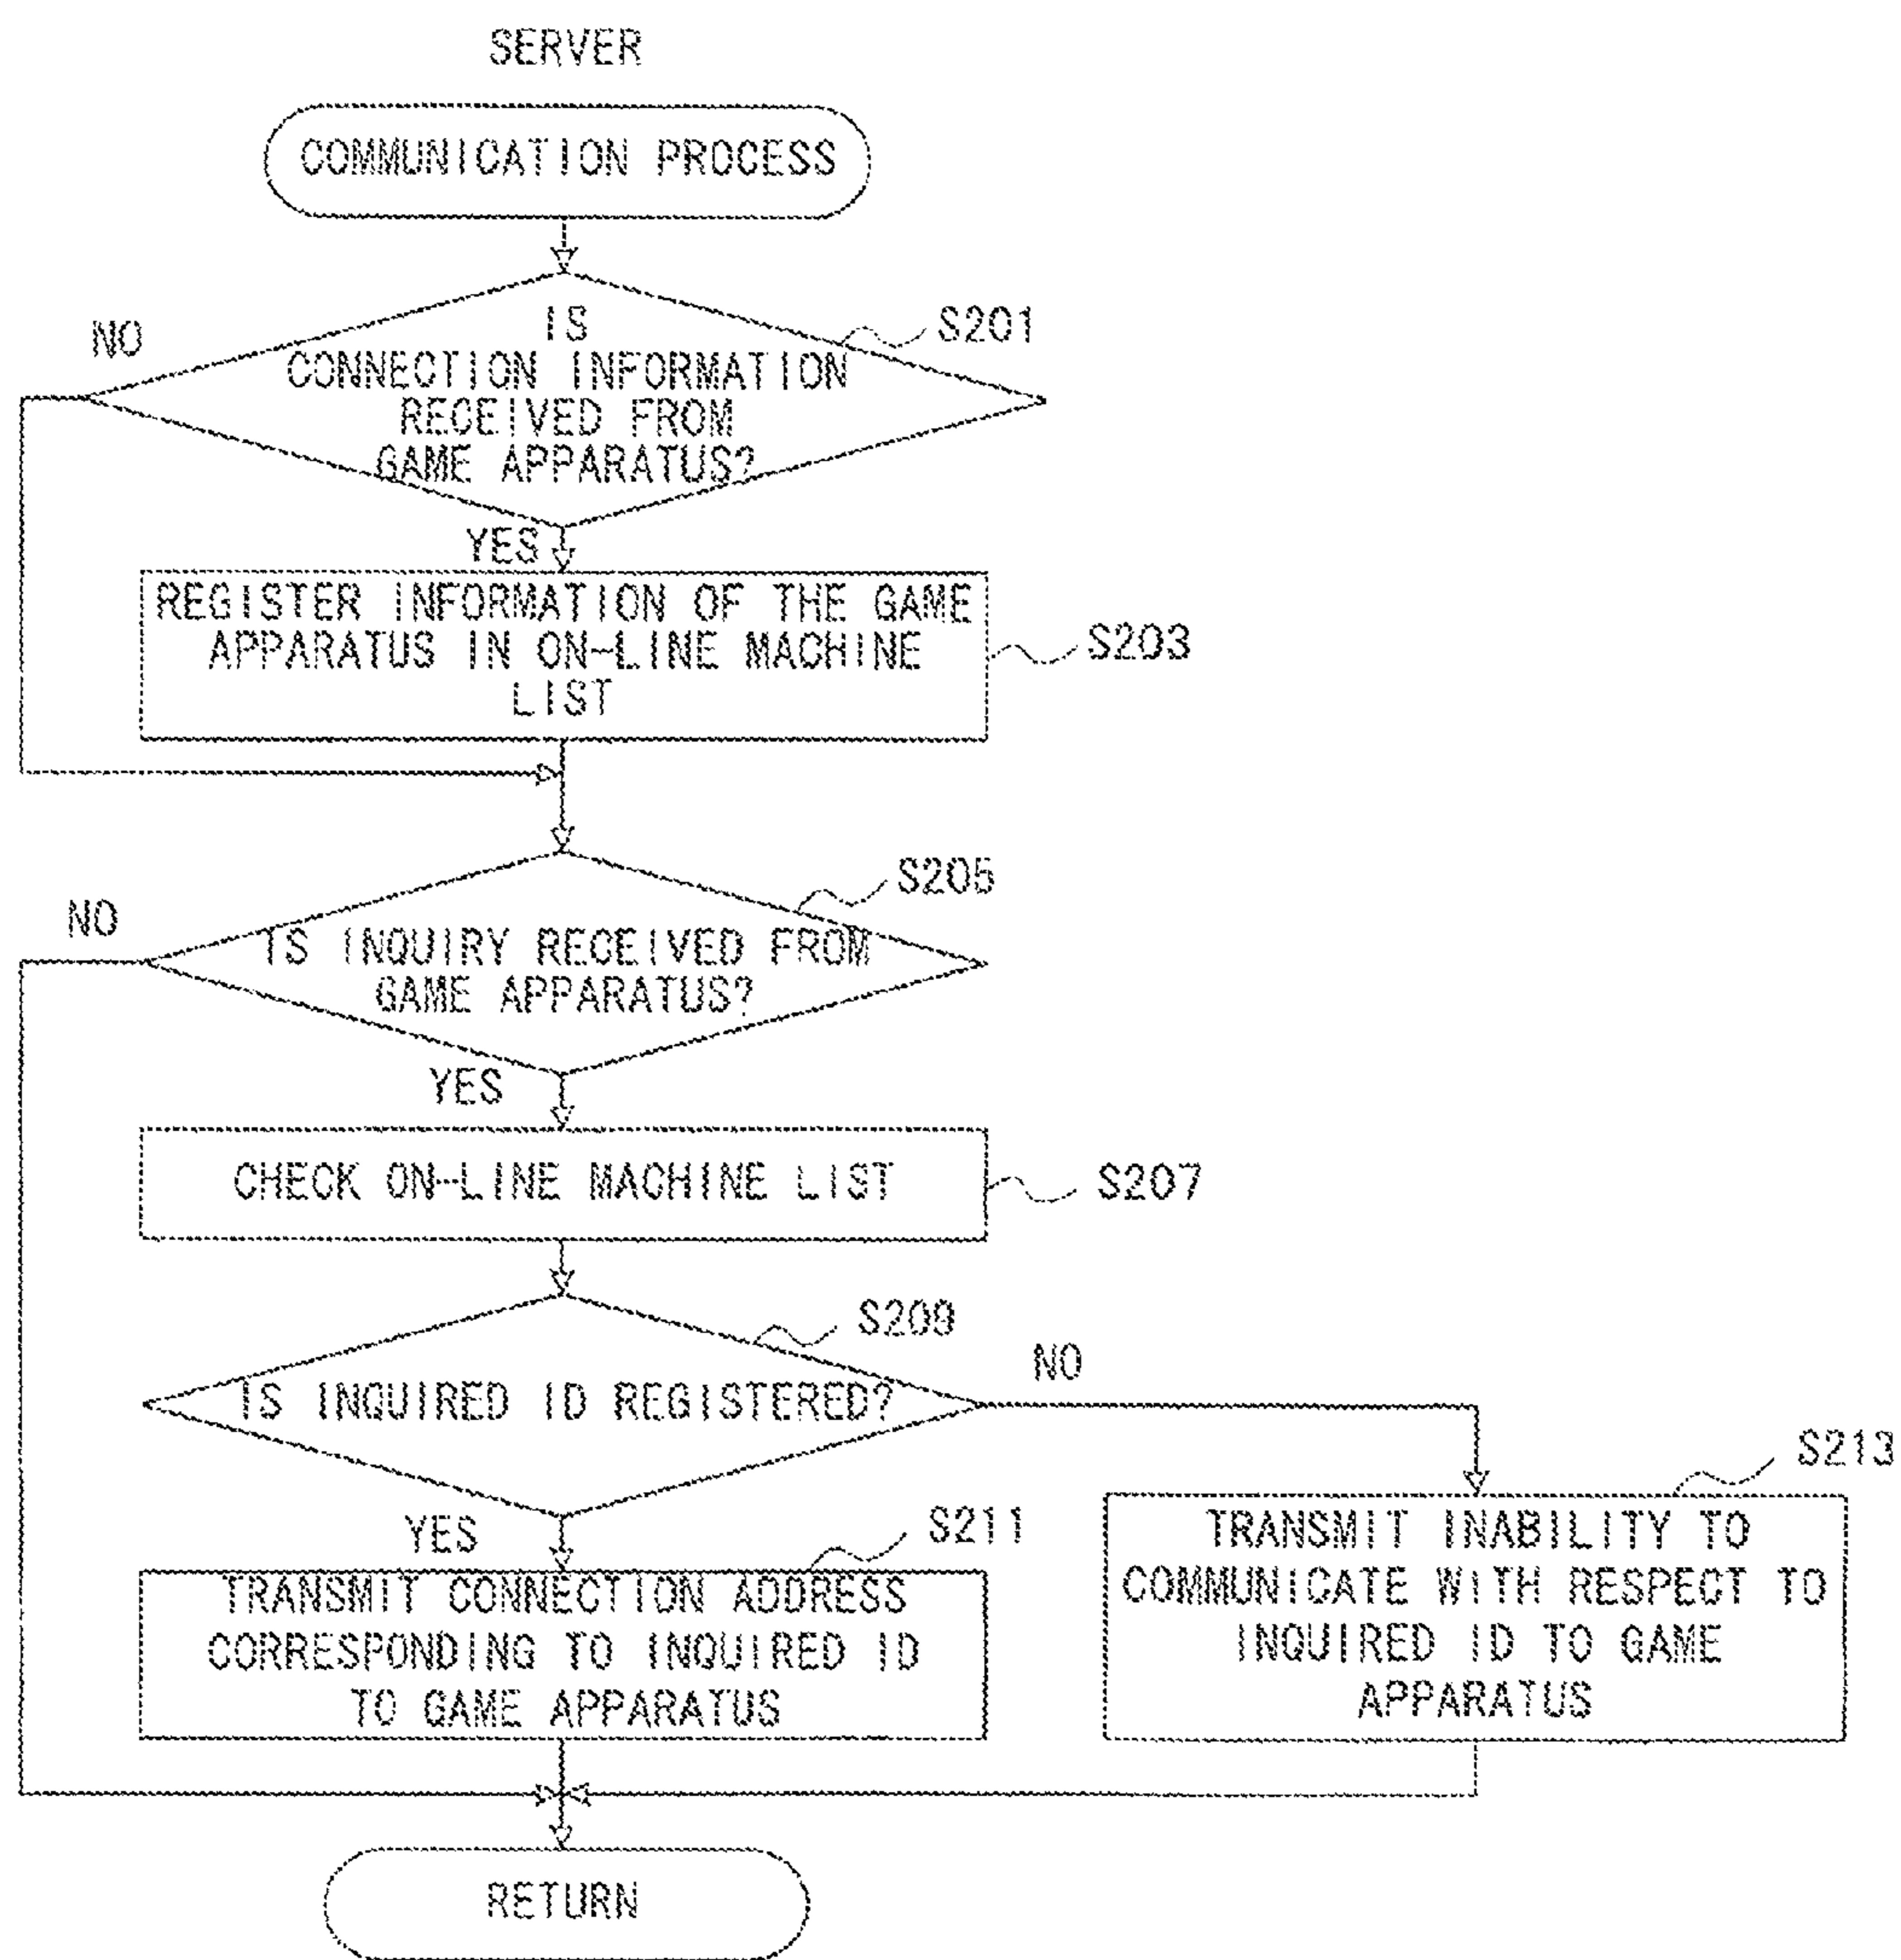 SERVER
COMMUNICATION PROCESS
IS
CONNECTION INFORMATION
RECEIVED FROM
GAME APPARATUS?
S201
NO
YES
REGISTER INFORMATION OF THE GAME
APPARATUS IN ON-LINE MACHINE
LIST
S203
S205
NO
IS INQUIRY RECEIVED FROM
GAME APPARATUS?
YES
CHECK ON-LINE MACHINE LIST
S207
S209
NO
IS INQUIRED ID REGISTERED?
YES
S211
TRANSMIT CONNECTION ADDRESS
CORRESPONDING TO INQUIRED ID
TO GAME APPARATUS
S213
TRANSMIT INABILITY TO
COMMUNICATE WITH RESPECT TO
INQUIRED ID TO GAME
APPARATUS
RETURN